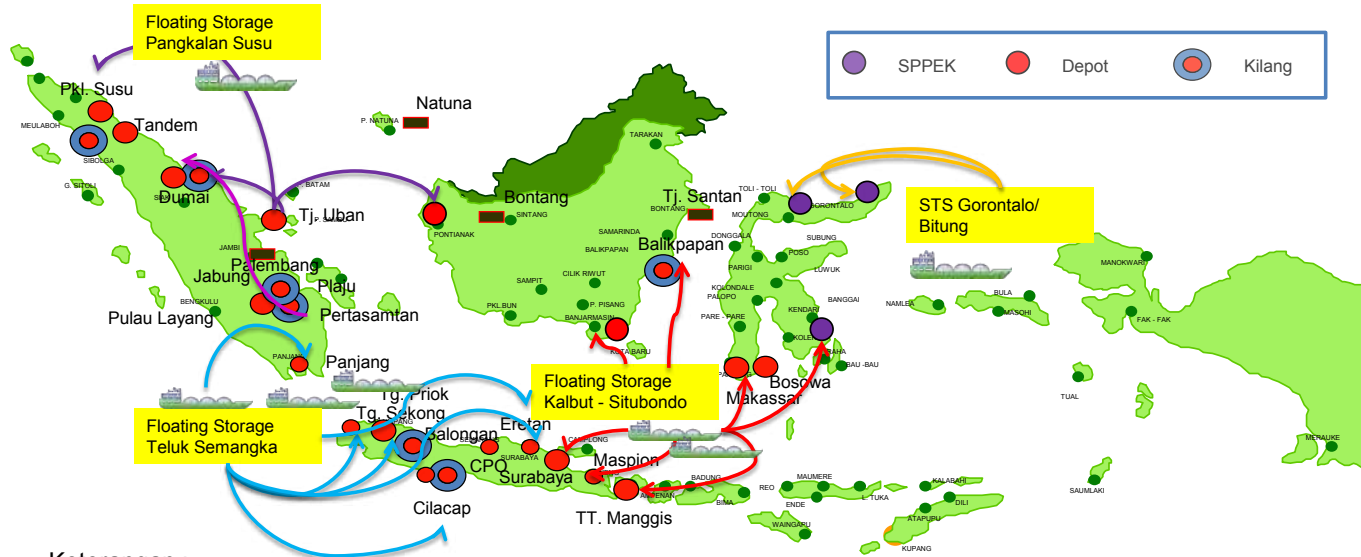 Floating Storage
Pangkalan Susu
SPPEK
Depot
Kilang
Pkl. Susu
Tandem
Natuna
P. NATUNA
MEULABOH
SIBOLGA
G. SITOLI
Dumai
BATAM
Tj. Uban
TARAKAN
Bontang
SINTANG
PONTIANAK
Tj. Santan
BONTANG
SAMARINDA
BALIKPAPAN
Balikpapan
TOLI - TOLI
MOUTONG
GORONTALO
STS Gorontalo/
Bitung
DONGGALA
SUBUNG
POSO
PARIGI
LUWUK
MANOKWARI
JAMBI
Palembang
Jabung
Plaju
BENGKULU
Pertasamtan
Pulau Layang
SAMPIT
CILIK RIWUT
P. PISANG
PKL.BUN
BANJARMASIN
KOTA BARU
KOLONDALE
PALOPO
BANGGAI
PARE - PARE
KENDARI
RAHA
BAU -BAU
NAMLEA
BULA
MASOHI
FAK - FAK
Panjang
Floating Storage
Teluk Semangka
Tg. Priok
Tg. Sekong
Balongan
Floating Storage
Kalbut - Situbondo
Bosowa
Makassar
Eretan
SURABAYA
CPO
Surabaya
Maspion
Cilacap
TT. Manggis
BADUNG
BIMA
REO
MAUMERE
ENDE
L. TUKA
WAINGAPU
KALABAHI
DILI
ATAPUPU
KUPANG
TUAL
SAUMLAKI
MERAUKE